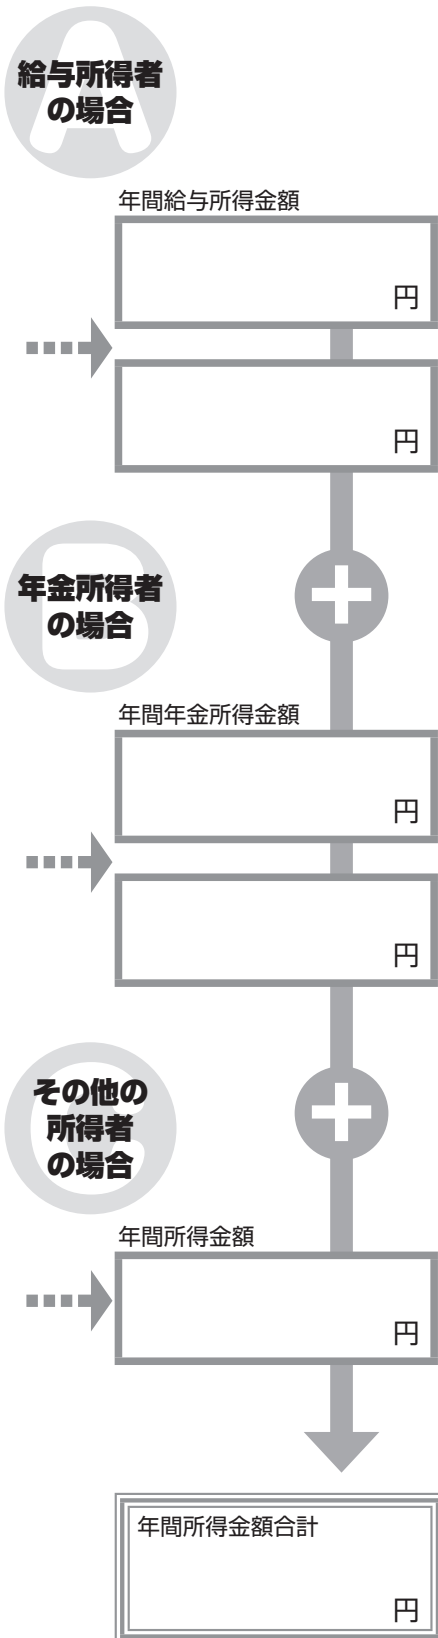 A
給与所得者
の場合
年間給与所得金額
円
円
B
年金所得者
の場合
+
年間年金所得金額
円
円
C
その他の
所得者
の場合
+
年間所得金額
円
年間所得金額合計
円